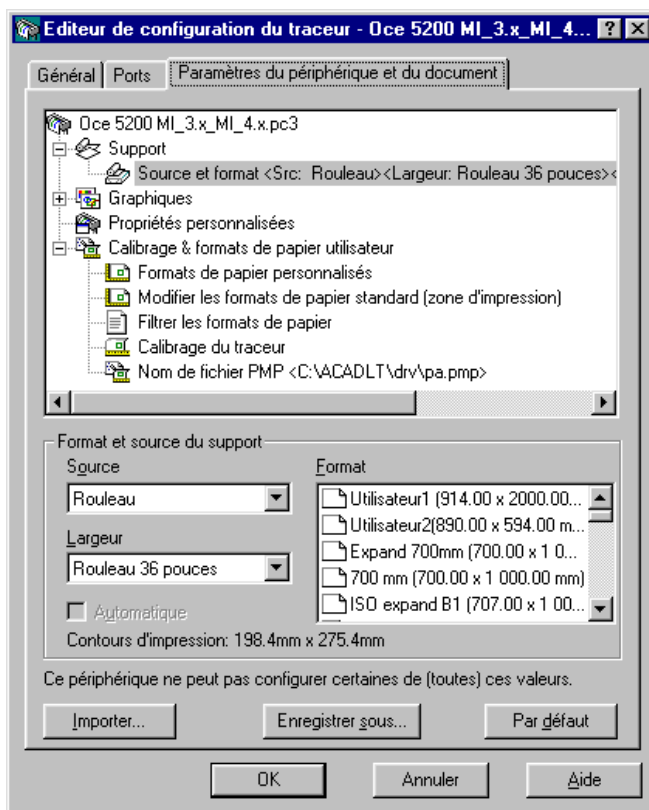 Editeur de configuration du traceur - Oce 5200 MI_3.x_MI_4...
Général
Ports
Paramètres du périphérique et du document
Oce 5200 MI_3.x_MI_4.x.pc3
Support
Source et format <Src: Rouleau><Largeur: Rouleau 36 pouces><
Graphiques
Propriétés personnalisées
Calibrage & formats de papier utilisateur
Formats de papier personnalisés
Modifier les formats de papier standard (zone d'impression)
Filtrer les formats de papier
Calibrage du traceur
Nom de fichier PMP <C:\ACADLT\drv\pa.pmp>
Format et source du support
Source
Rouleau
Largeur
Rouleau 36 pouces
Automatique
Format
Utilisateur1 (914.00 x 2000.00...
Utilisateur2(890.00 x 594.00 m...
Expand 700mm (700.00 x 1 0...
700 mm (700.00 x 1 000.00 mm)
ISO expand B1 (707.00 x 1 00...
Contours d'impression: 198.4mm x 275.4mm
Ce périphérique ne peut pas configurer certaines de (toutes) ces valeurs.
Importer...
Enregistrer sous...
Par défaut
OK
Annuler
Aide